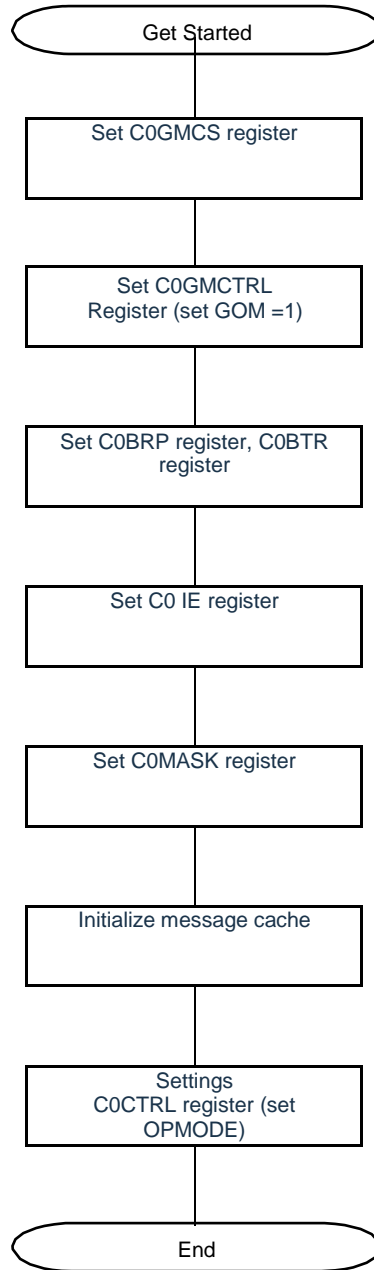 Get Started
Set C0GMCS register
Set C0GMCTRL
Register (set GOM =1)
Set C0BRP register, C0BTR
register
Set C0 IE register
Set C0MASK register
Initialize message cache
Settings
C0CTRL register (set
OPMODE)
End